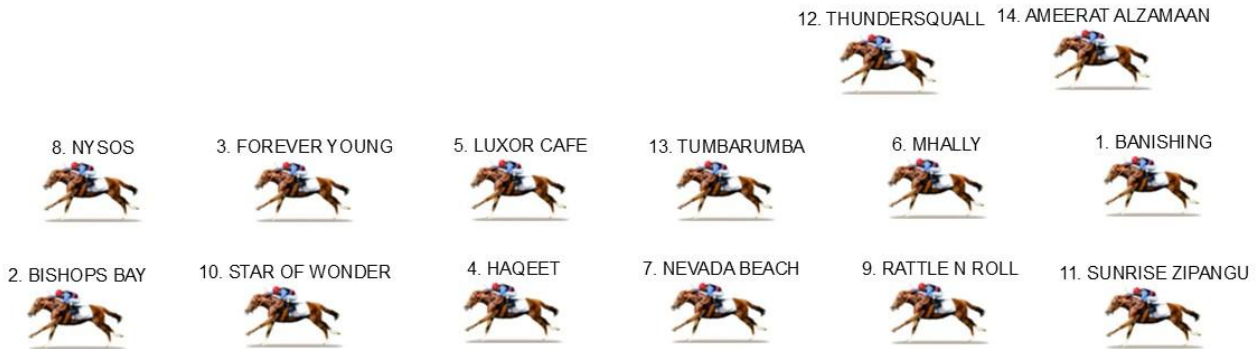 12. THUNDERSQUALL 14. AMEERAT ALZAMAAN
8. NYSOS 3. FOREVER YOUNG 5. LUXOR CAFE 13. TUMBARUMBA 6. MHALLY 1. BANISHING
2. BISHOPS BAY 10. STAR OF WONDER 4. HAQEET 7. NEVADA BEACH 9. RATTLE N ROLL 11. SUNRISE ZIPANGU